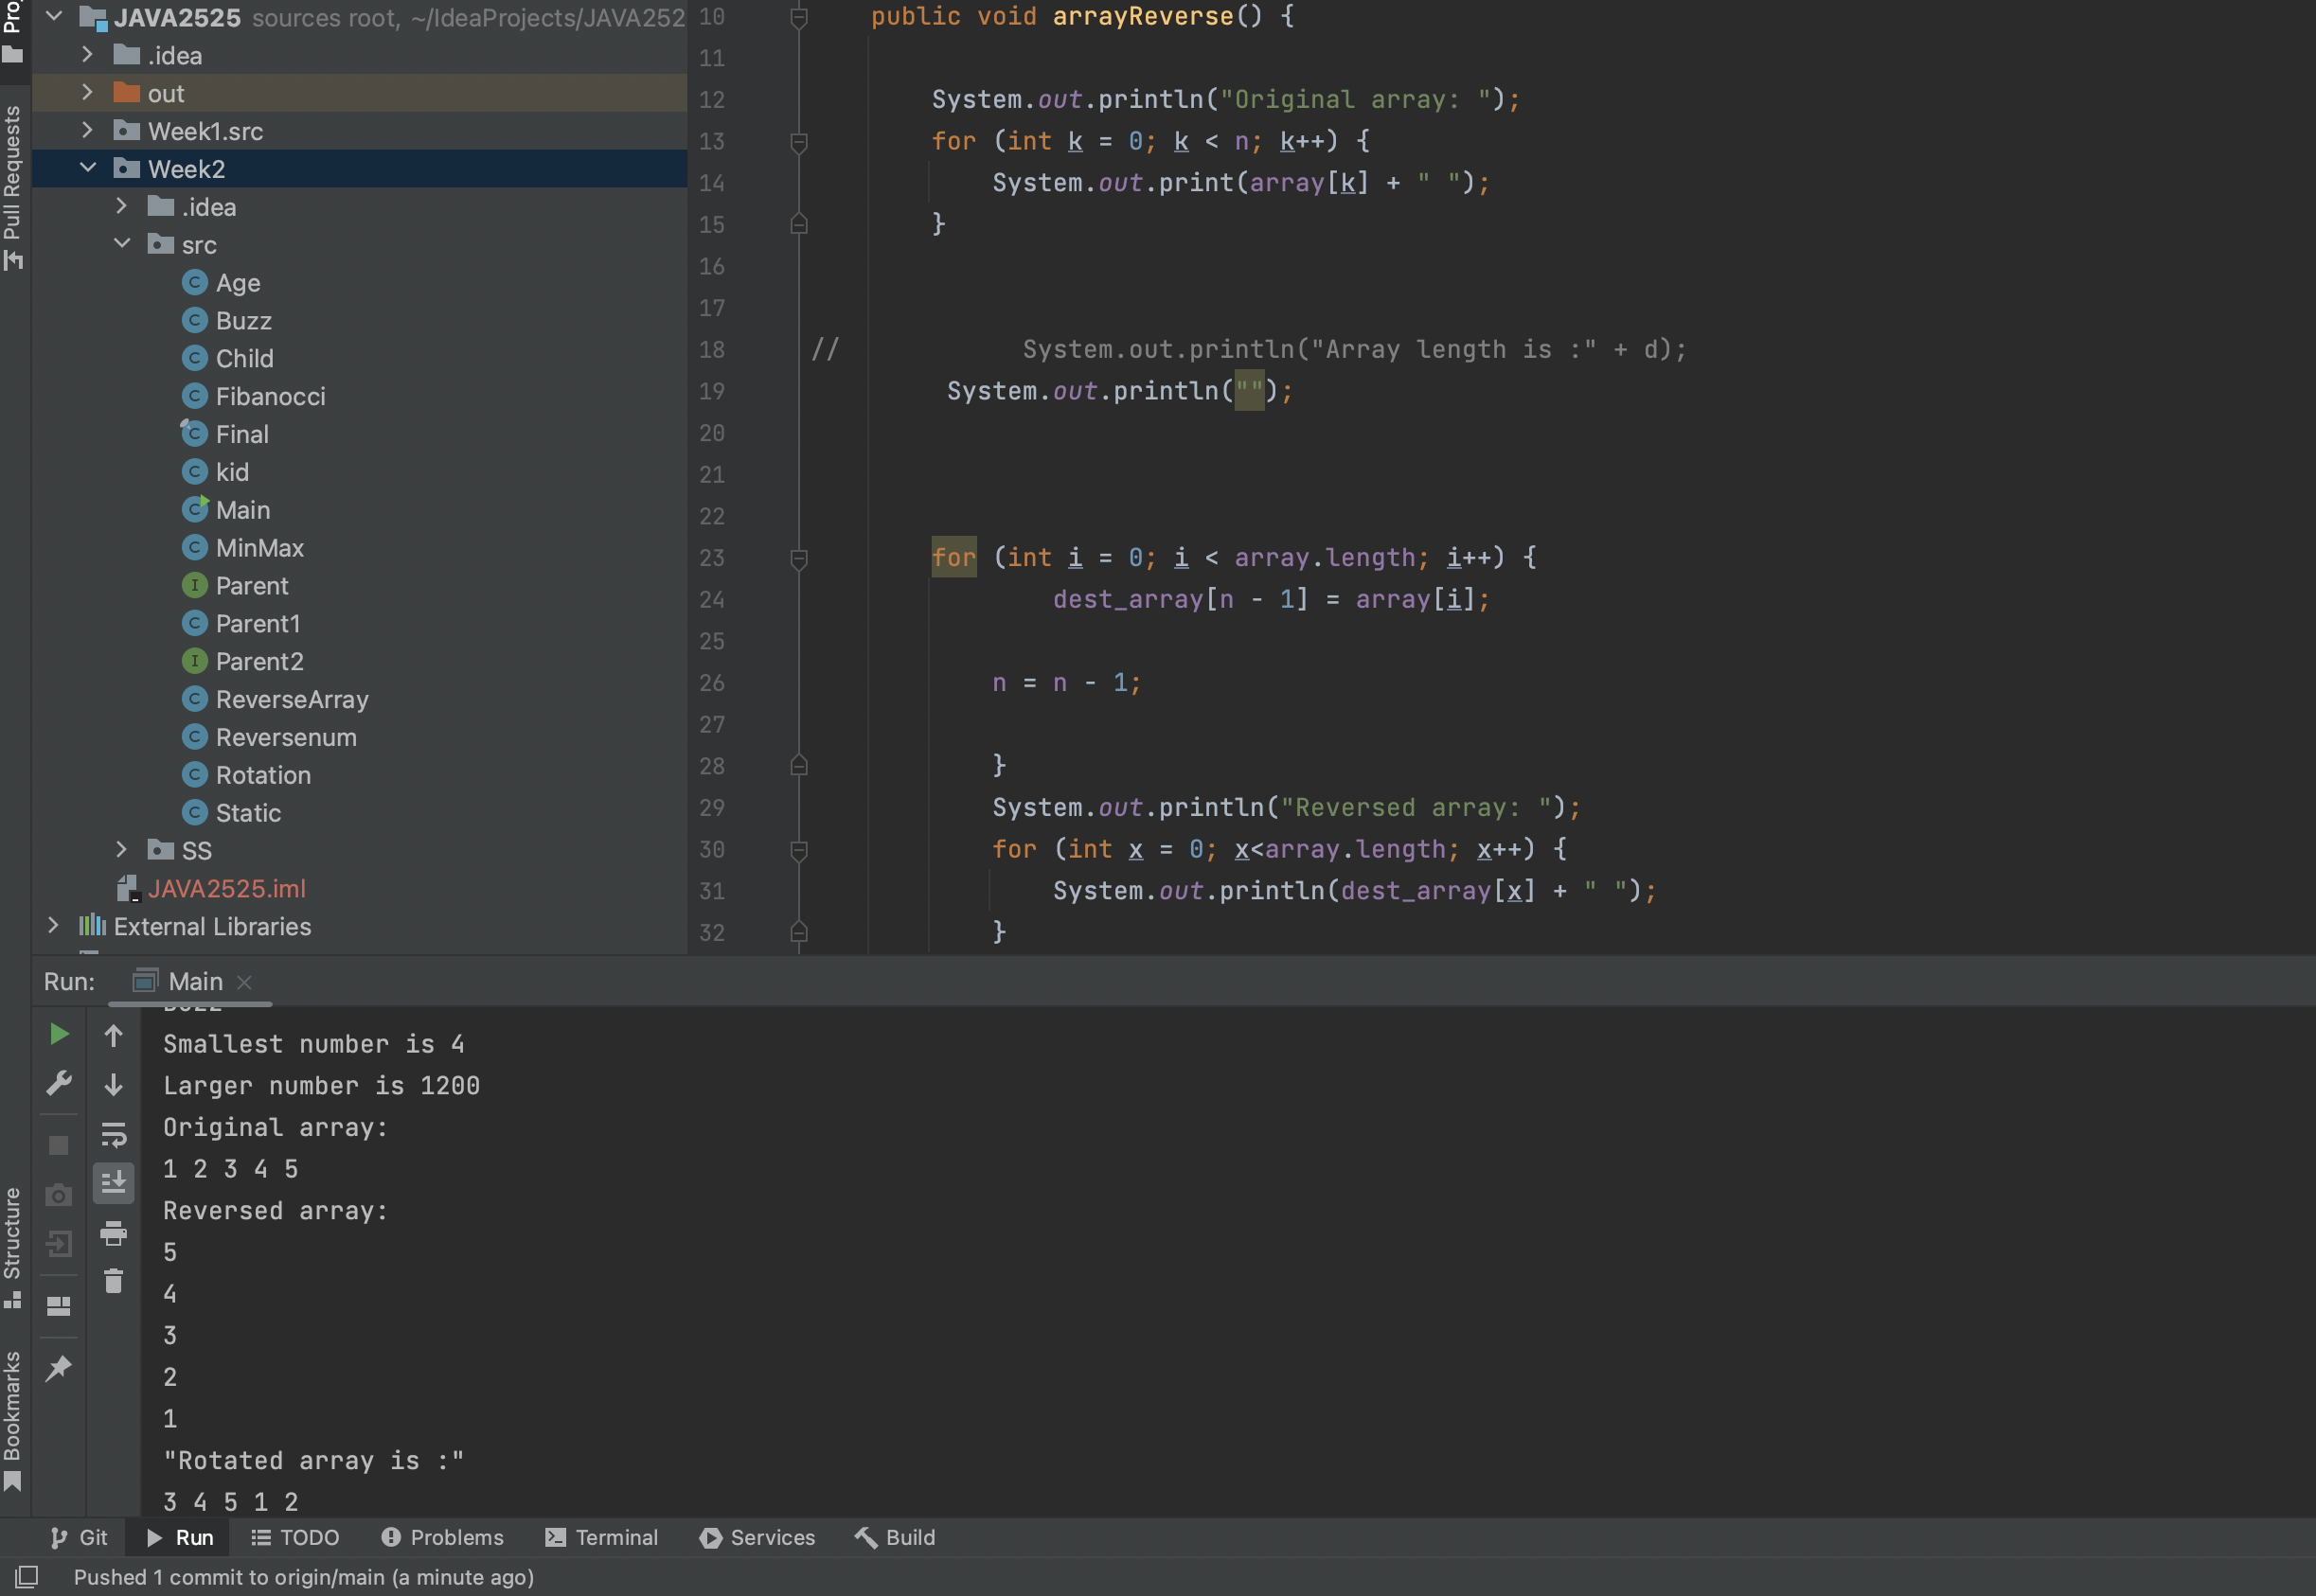 Pro
Pull Requests
Structure
Bookmarks
JAVA2525 sources root, ~/IdeaProjects/JAVA252
.idea
out
Week1.src
Week2
.idea
src
Age
Buzz
Child
Fibanocci
Final
kid
Main
MinMax
Parent
Parent1
Parent2
ReverseArray
Reversenum
Rotation
Static
SS
JAVA2525.iml
External Libraries
10 public void arrayReverse() {
11
12 System.out.println("Original array: ");
13 for (int k = 0; k < n; k++) {
14 System.out.print(array[k] + " ");
15 }
16
17
18 // System.out.println("Array length is :" + d);
19 System.out.println("");
20
21
22
23 for (int i = 0; i < array.length; i++) {
24 dest_array[n - 1] = array[i];
25
26 n = n - 1;
27
28 }
29 System.out.println("Reversed array: ");
30 for (int x = 0; x<array.length; x++) {
31 System.out.println(dest_array[x] + " ");
32 }
Run: Main
Smallest number is 4
Larger number is 1200
Original array:
1 2 3 4 5
Reversed array:
5
4
3
2
1
"Rotated array is :"
3 4 5 1 2
Git Run TODO Problems Terminal Services Build
Pushed 1 commit to origin/main (a minute ago)